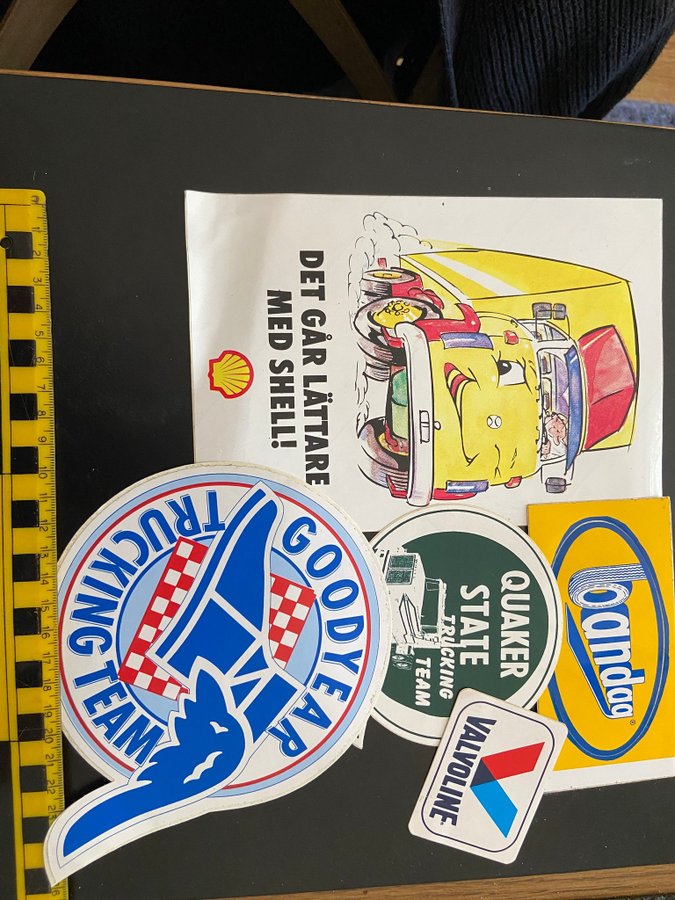 DET GÅR LÄTTARE
MED SHELL!
GOODYEAR
TRUCKING TEAM
QUAKER
STATE
TRUCKING
TEAM
bandag®
VALVOLINE